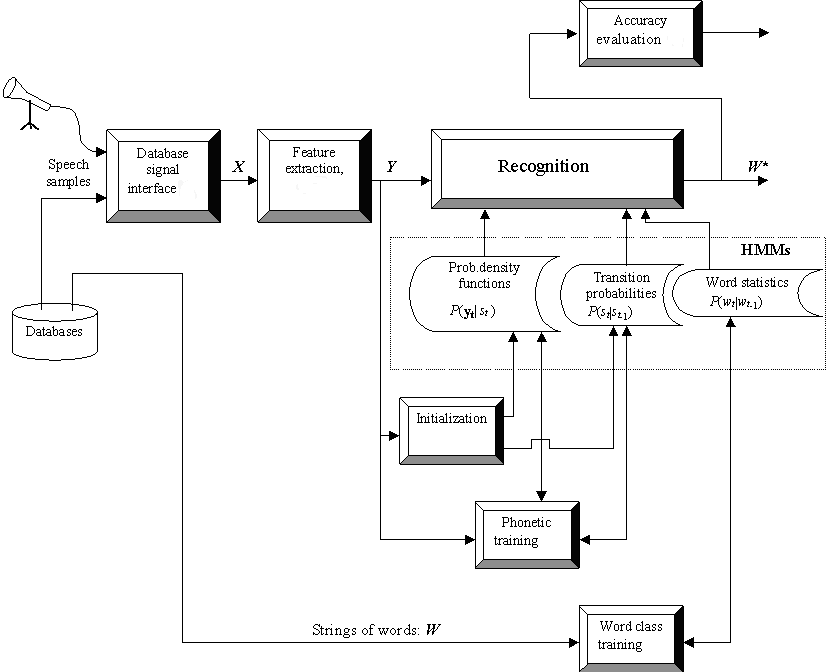 Accuracy
evaluation
Speech
samples
Database
signal
interface
X
Feature
extraction,
Y
Recognition
W*
HMMs
Prob.density
functions
P(yt| st)
Transition
probabilities
P(st|st-1)
Word statistics
P(wt|wt-1)
Databases
Initialization
Phonetic
training
Strings of words: W
Word class
training